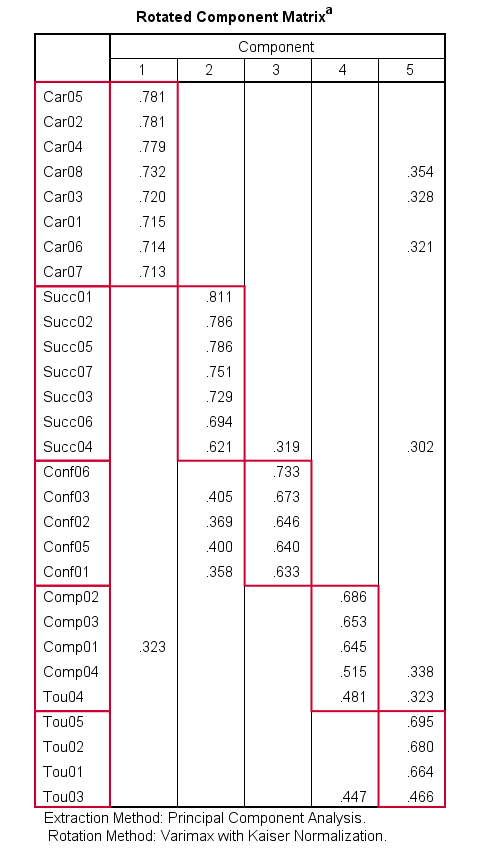 Rotated Component Matrixa
Component
1 2 3 4 5
Car05 .781
Car02 .781
Car04 .779
Car08 .732 .354
Car03 .720 .328
Car01 .715
Car06 .714 .321
Car07 .713
Succ01 .811
Succ02 .786
Succ05 .786
Succ07 .751
Succ03 .729
Succ06 .694
Succ04 .621 .319 .302
Conf06 .733
Conf03 .405 .673
Conf02 .369 .646
Conf05 .400 .640
Conf01 .358 .633
Comp02 .686
Comp03 .653
Comp01 .323 .645
Comp04 .515 .338
Tou04 .481 .323
Tou05 .695
Tou02 .680
Tou01 .664
Tou03 .447 .466
Extraction Method: Principal Component Analysis.
Rotation Method: Varimax with Kaiser Normalization.